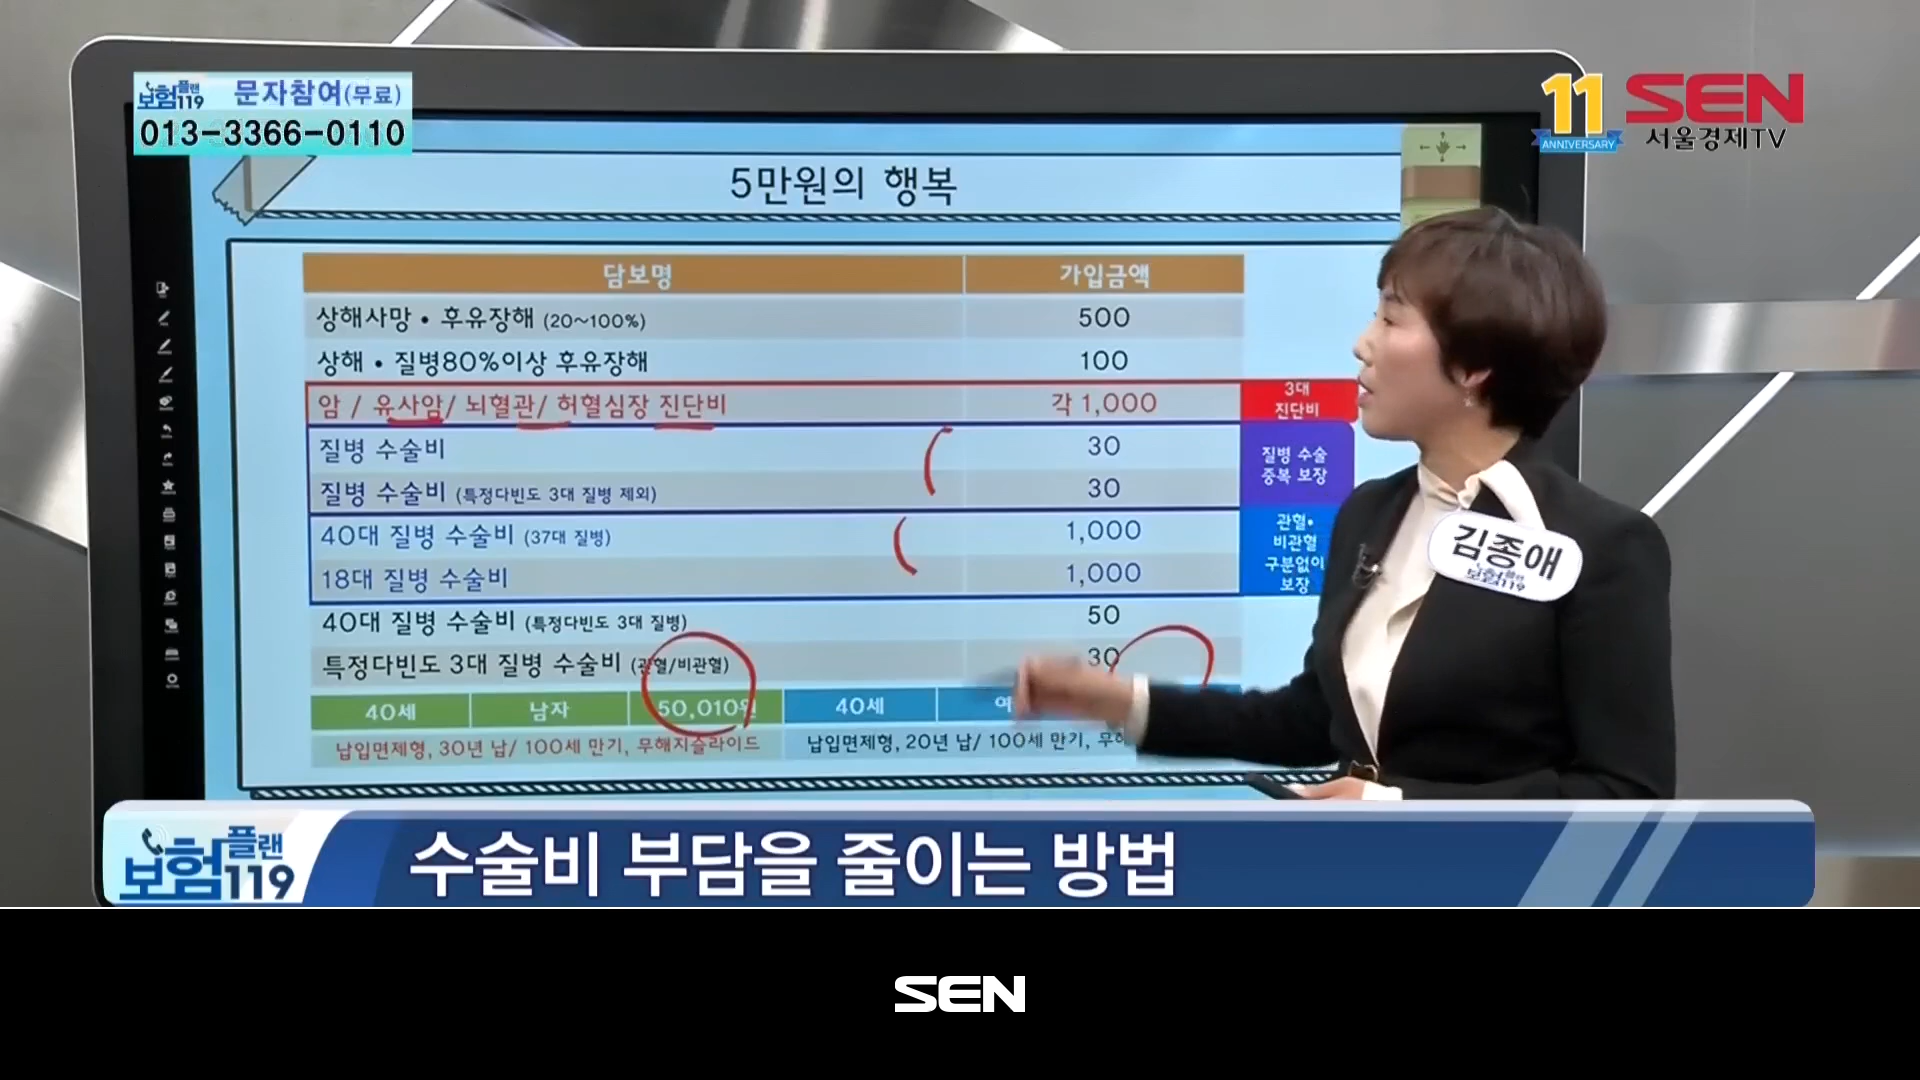 보험플랜119 문자참여(무료)
013-3366-0110
11 ANNIVERSARY
SEN
서울경제TV
5만원의 행복
담보명 가입금액
상해사망 • 후유장해 (20~100%) 500
상해 • 질병80%이상 후유장해 100
암 / 유사암/ 뇌혈관/ 허혈심장 진단비 각 1,000
3대
진단비
질병 수술비 30
질병 수술비 (특정다빈도 3대 질병 제외) 30
질병 수술
중복 보장
40대 질병 수술비 (37대 질병) 1,000
18대 질병 수술비 1,000
관혈•
비관혈
구분없이
보장
40대 질병 수술비 (특정다빈도 3대 질병) 50
특정다빈도 3대 질병 수술비 (관혈/비관혈) 30
40세 남자 50,010원 40세 여
납입면제형, 30년 납/ 100세 만기, 무해지슬라이드
납입면제형, 20년 납/ 100세 만기, 무해
김종애
보험플랜119
보험플랜119
수술비 부담을 줄이는 방법
SEN